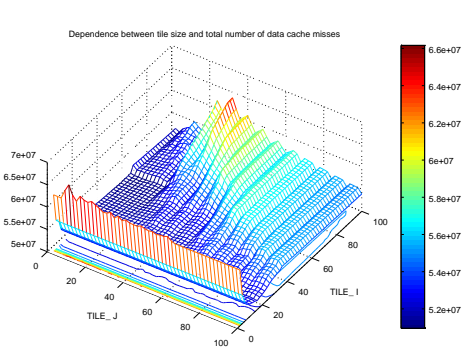 Dependence between tile size and total number of data cache misses
7e+07
6.5e+07
6e+07
5.5e+07
5e+07
0
20
40
60
80
100
TILE_ J
0
20
40
60
80
100
TILE_ I
6.6e+07
6.4e+07
6.2e+07
6e+07
5.8e+07
5.6e+07
5.4e+07
5.2e+07